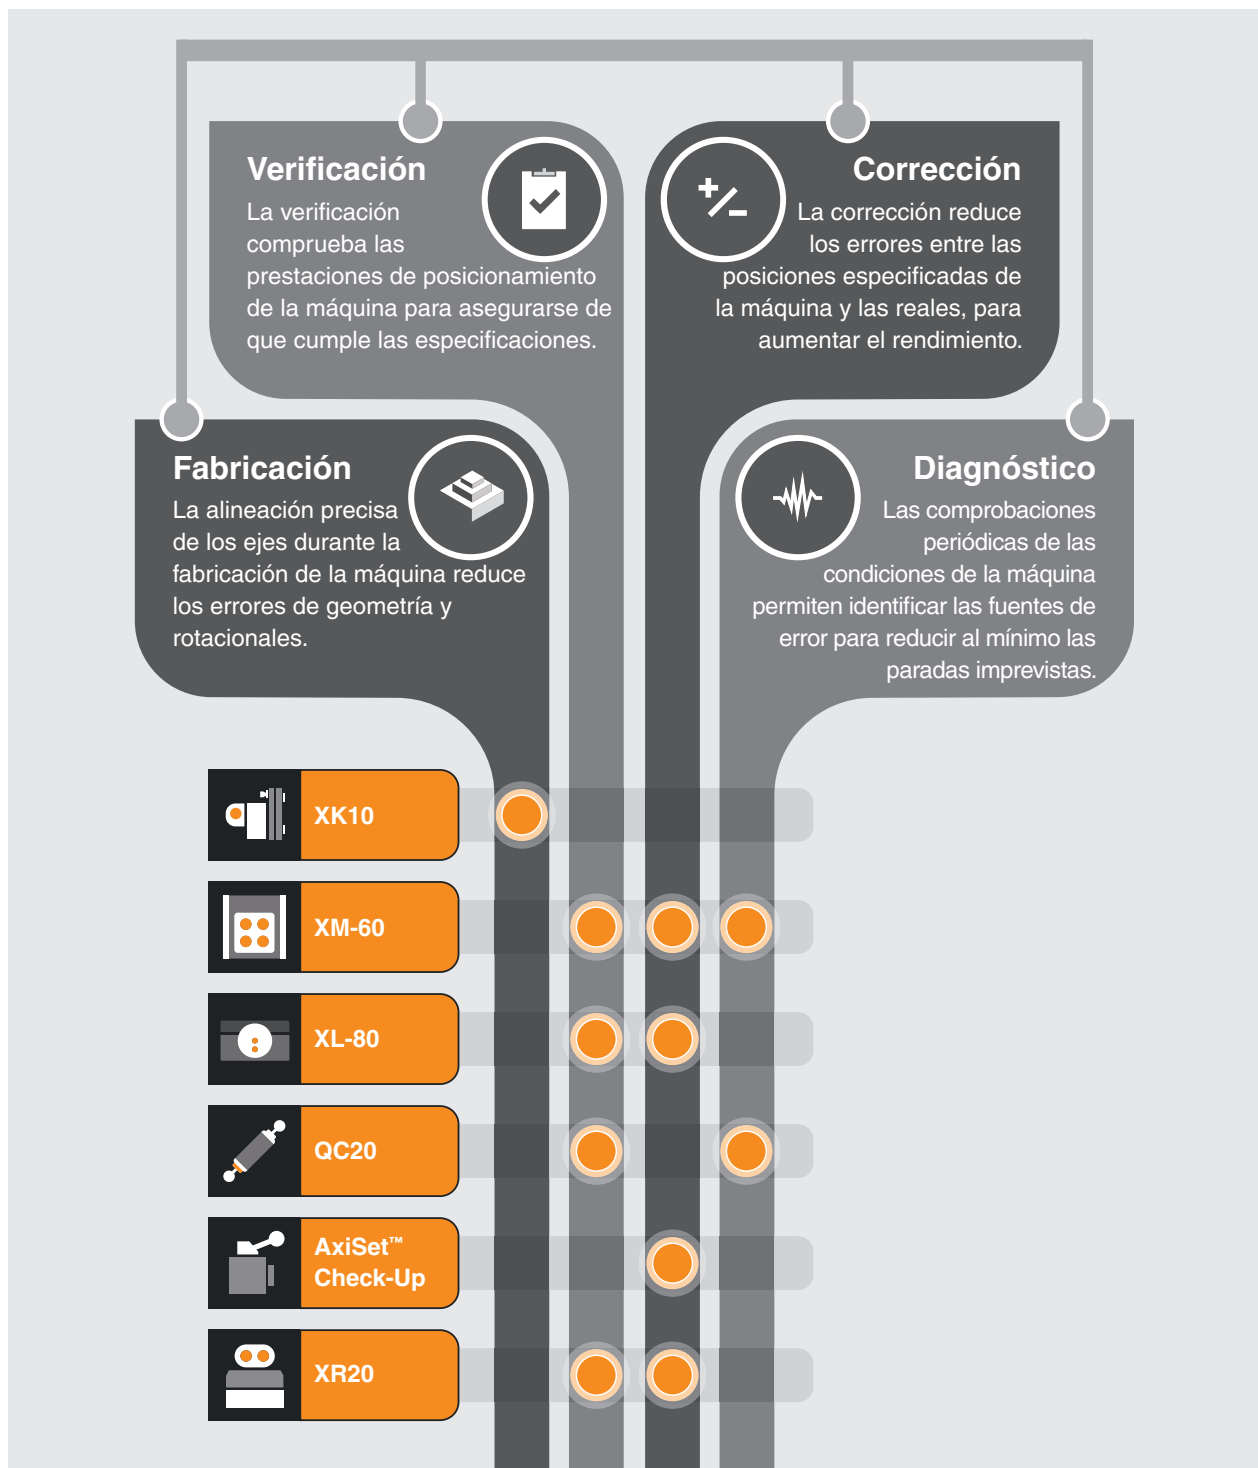 Verificación
La verificación
comprueba las
prestaciones de posicionamiento
de la máquina para asegurarse de
que cumple las especificaciones.
Corrección
La corrección reduce
los errores entre las
posiciones especificadas de
la máquina y las reales, para
aumentar el rendimiento.
Fabricación
La alineación precisa
de los ejes durante la
fabricación de la máquina reduce
los errores de geometría y
rotacionales.
Diagnóstico
Las comprobaciones
periódicas de las
condiciones de la máquina
permiten identificar las fuentes de
error para reducir al mínimo las
paradas imprevistas.
XK10
XM-60
XL-80
QC20
AxiSet™
Check-Up
XR20